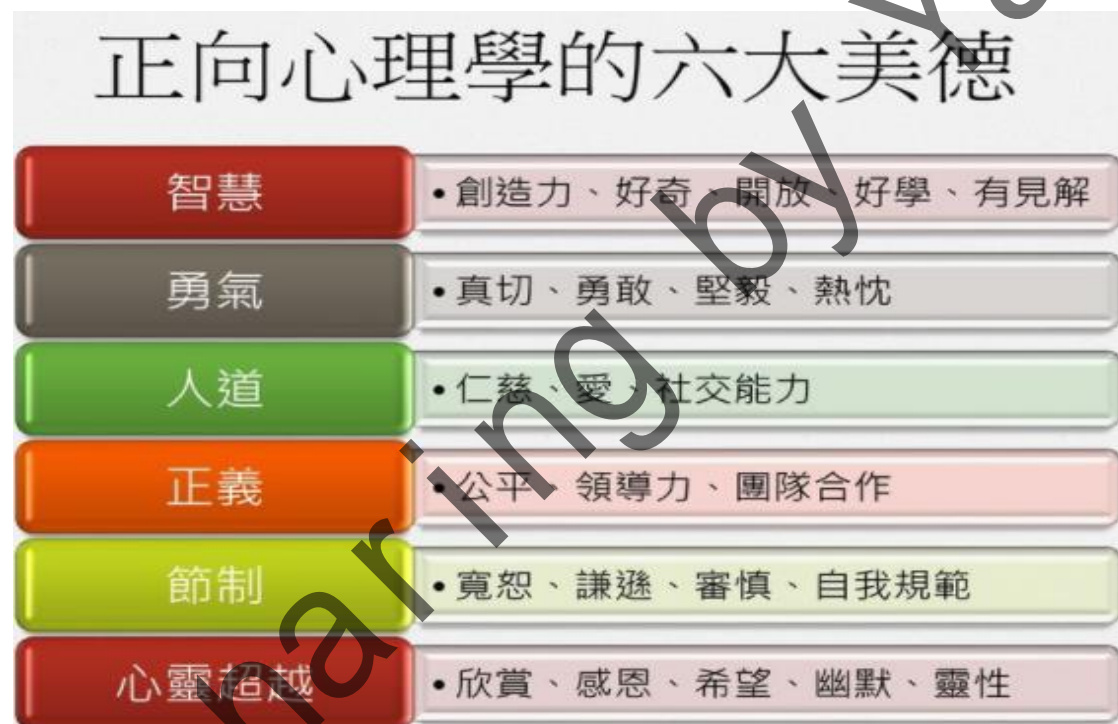 正向心理學的六大美德
智慧
• 創造力、好奇、開放、好學、有見解
勇氣
• 真切、勇敢、堅毅、熱忱
人道
• 仁慈、愛、社交能力
正義
• 公平、領導力、團隊合作
節制
• 寬恕、謙遜、審慎、自我規範
心靈超越
• 欣賞、感恩、希望、幽默、靈性
haring by Ya